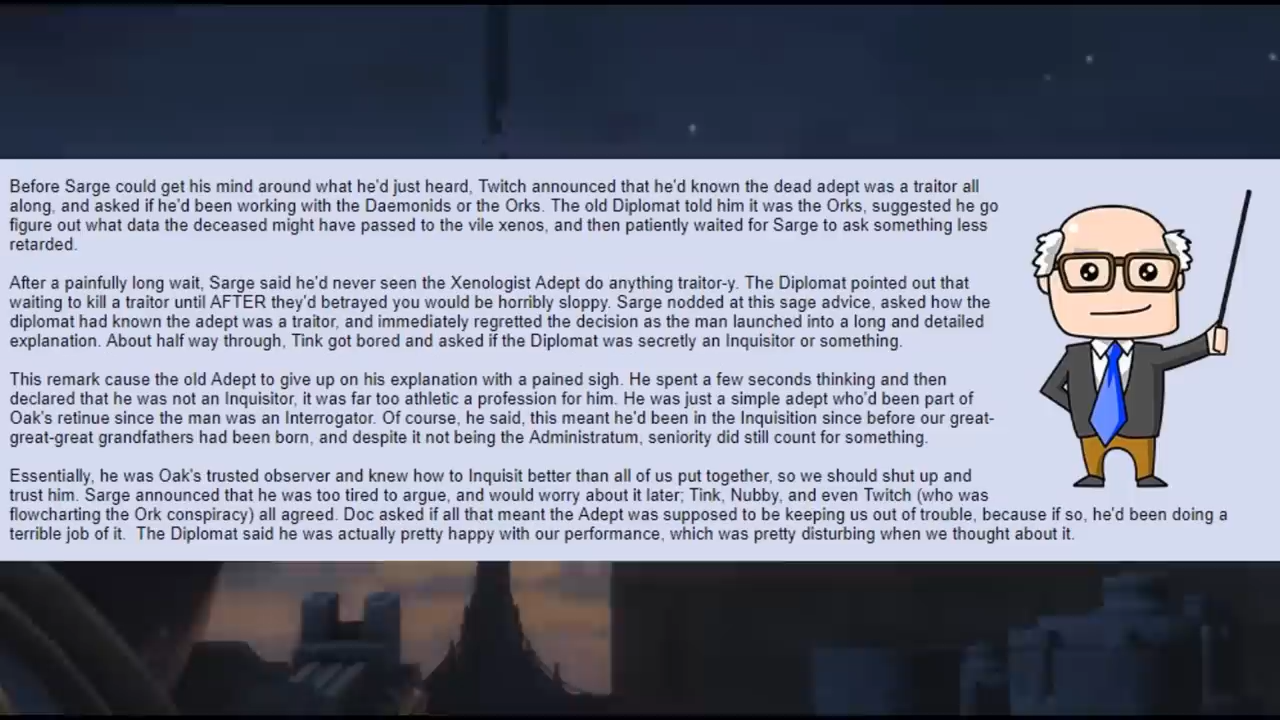 Before Sarge could get his mind around what he'd just heard, Twitch announced that he'd known the dead adept was a traitor all
along, and asked if he'd been working with the Daemonids or the Orks. The old Diplomat told him it was the Orks, suggested he go
figure out what data the deceased might have passed to the vile xenos, and then patiently waited for Sarge to ask something less
retarded.
After a painfully long wait, Sarge said he'd never seen the Xenologist Adept do anything traitor-y. The Diplomat pointed out that
waiting to kill a traitor until AFTER they'd betrayed you would be horribly sloppy. Sarge nodded at this sage advice, asked how the
diplomat had known the adept was a traitor, and immediately regretted the decision as the man launched into a long and detailed
explanation. About half way through, Tink got bored and asked if the Diplomat was secretly an Inquisitor or something.
This remark cause the old Adept to give up on his explanation with a pained sigh. He spent a few seconds thinking and then
declared that he was not an Inquisitor, it was far too athletic a profession for him. He was just a simple adept who'd been part of
Oak's retinue since the man was an Interrogator. Of course, he said, this meant he'd been in the Inquisition since before our great-
great-great grandfathers had been born, and despite it not being the Administratum, seniority did still count for something.
Essentially, he was Oak's trusted observer and knew how to Inquisit better than all of us put together, so we should shut up and
trust him. Sarge announced that he was too tired to argue, and would worry about it later; Tink, Nubby, and even Twitch (who was
flowcharting the Ork conspiracy) all agreed. Doc asked if all that meant the Adept was supposed to be keeping us out of trouble, because if so, he'd been doing a
terrible job of it. The Diplomat said he was actually pretty happy with our performance, which was pretty disturbing when we thought about it.